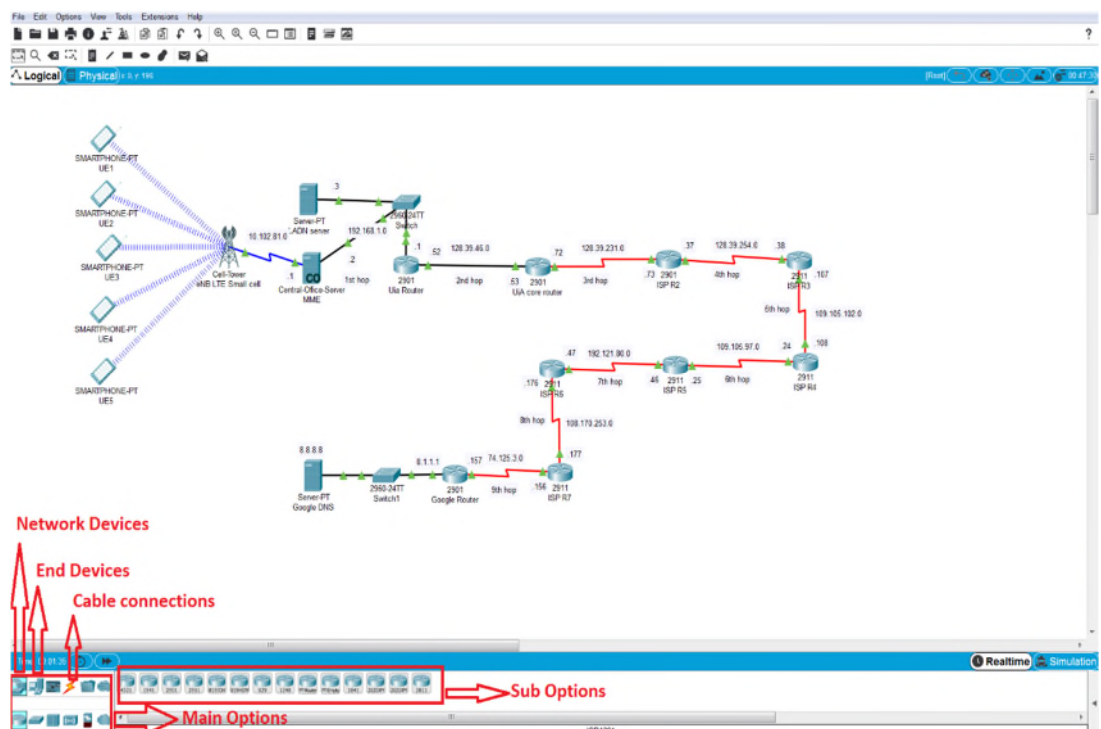 File Edit Options View Tools Extensions Help
?
Logical Physical x: 0, y: 196
[Root]
SMARTPHONE-PT
UE1
SMARTPHONE-PT
UE2
SMARTPHONE-PT
UE3
SMARTPHONE-PT
UE4
SMARTPHONE-PT
UE5
Cell-Tower
eNB LTE Small cell
10.102.81.0
.1
CO
Central-Office-Server
MME
.3
Server-PT
LADN server
2960-24TT
Switch
192.168.1.0
.2
1st hop
.1
.52
2901
Uia Router
128.39.46.0
2nd hop
.72
.53
2901
UiA core router
128.39.231.0
3rd hop
.37
.73
2901
ISP R2
128.39.254.0
4th hop
.38
2911
ISP R3
.107
109.105.102.0
.108
.24
2911
ISP R4
109.105.97.0
6th hop
.25
2911
ISP R5
.46
192.121.80.0
7th hop
.47
.176
2911
ISP R6
8th hop
108.170.253.0
.177
.156
2911
ISP R7
74.125.3.0
9th hop
.157
2901
Google Router
8.1.1.1
2960-24TT
Switch1
8.8.8.8
Server-PT
Google DNS
Network Devices
End Devices
Cable connections
Realtime
Simulation
Sub Options
Main Options